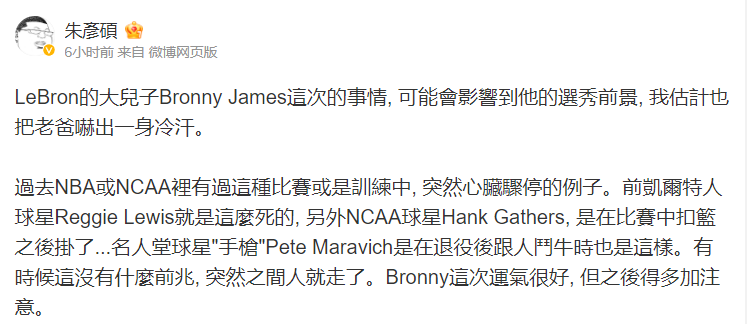 朱彥碩
6小时前 来自 微博网页版
LeBron的大兒子Bronny James這次的事情, 可能會影響到他的選秀前景, 我估計也
把老爸嚇出一身冷汗。
過去NBA或NCAA裡有過這種比賽或是訓練中, 突然心臟驟停的例子。前凱爾特人
球星Reggie Lewis就是這麼死的, 另外NCAA球星Hank Gathers, 是在比賽中扣籃
之後掛了...名人堂球星"手槍"Pete Maravich是在退役後跟人鬥牛時也是這樣。有
時候這沒有什麼前兆, 突然之間人就走了。Bronny這次運氣很好, 但之後得多加注
意。